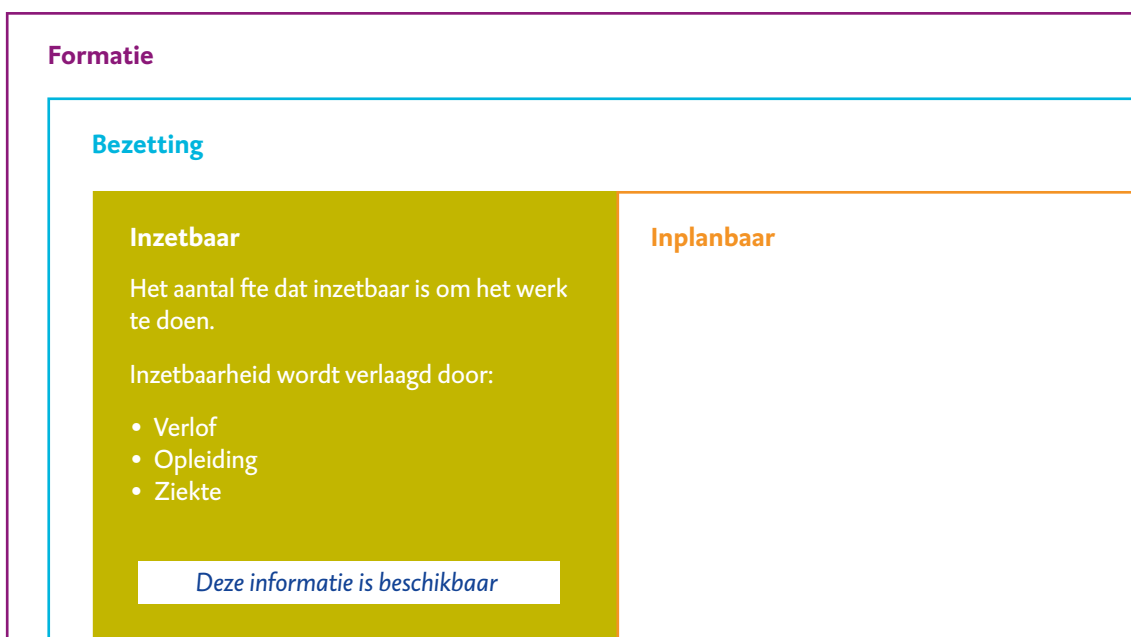 Formatie
Bezetting
Inzetbaar
Het aantal fte dat inzetbaar is om het werk
te doen.
Inzetbaarheid wordt verlaagd door:
• Verlof
• Opleiding
• Ziekte
Deze informatie is beschikbaar
Inplanbaar